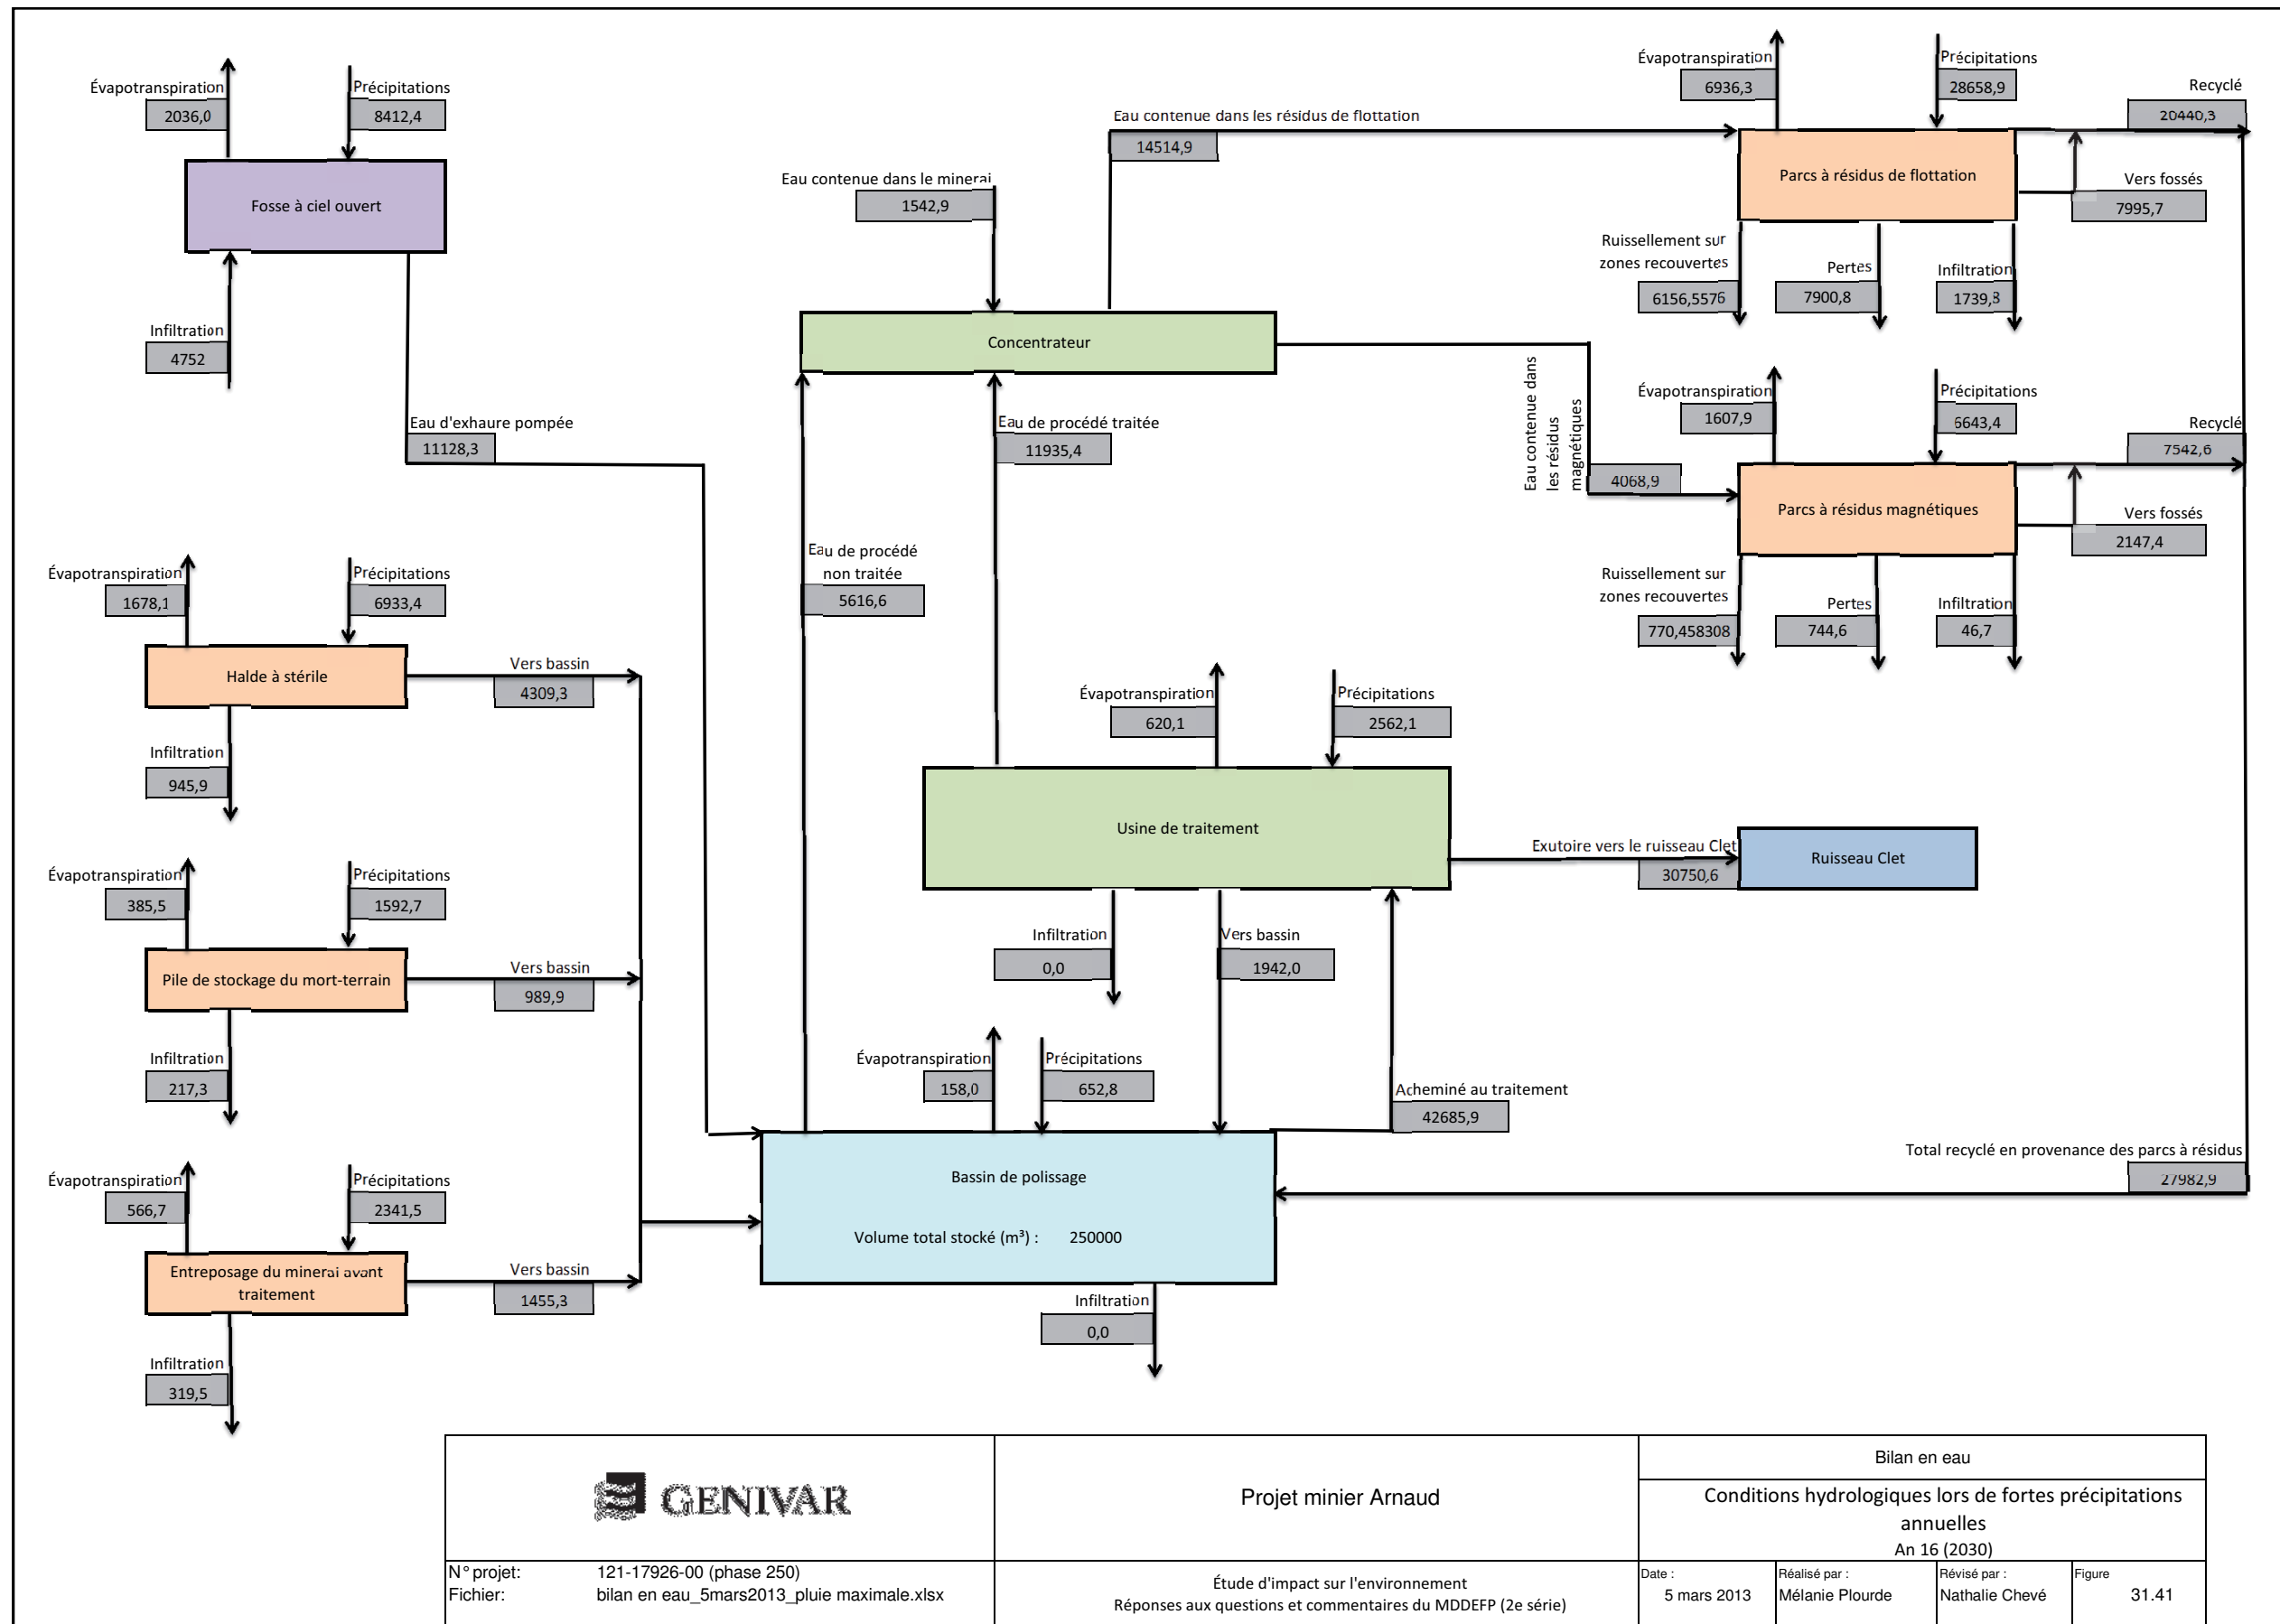 Évapotranspiration
2036,0
Précipitations
8412,4
Fosse à ciel ouvert
Infiltration
4752
Eau d'exhaure pompée
11128,3
Évapotranspiration
1678,1
Précipitations
6933,4
Halde à stérile
Vers bassin
4309,3
Infiltration
945,9
Évapotranspiration
385,5
Précipitations
1592,7
Pile de stockage du mort-terrain
Vers bassin
989,9
Infiltration
217,3
Évapotranspiration
566,7
Précipitations
2341,5
Entreposage du minerai avant
traitement
Vers bassin
1455,3
Infiltration
319,5
Eau contenue dans les résidus de flottation
14514,9
Eau contenue dans le minerai
1542,9
Concentrateur
Eau de procédé traitée
11935,4
Eau de procédé
non traitée
5616,6
Eau contenue dans
les résidus
magnétiques
4068,9
Évapotranspiration
620,1
Précipitations
2562,1
Usine de traitement
Exutoire vers le ruisseau Clet
30750,6
Ruisseau Clet
Infiltration
0,0
Vers bassin
1942,0
Évapotranspiration
158,0
Précipitations
652,8
Acheminé au traitement
42685,9
Bassin de polissage
Volume total stocké (m³) : 250000
Infiltration
0,0
Évapotranspiration
6936,3
Précipitations
28658,9
Recyclé
20440,3
Parcs à résidus de flottation
Vers fossés
7995,7
Ruissellement sur
zones recouvertes
6156,5576
Pertes
7900,8
Infiltration
1739,8
Évapotranspiration
1607,9
Précipitations
6643,4
Recyclé
7542,6
Parcs à résidus magnétiques
Vers fossés
2147,4
Ruissellement sur
zones recouvertes
770,458308
Pertes
744,6
Infiltration
46,7
Total recyclé en provenance des parcs à résidus
27982,9
GENIVAR
Projet minier Arnaud
Bilan en eau
Conditions hydrologiques lors de fortes précipitations
annuelles
An 16 (2030)
N° projet: 121-17926-00 (phase 250)
Fichier: bilan en eau_5mars2013_pluie maximale.xlsx
Étude d'impact sur l'environnement
Réponses aux questions et commentaires du MDDEFP (2e série)
Date :
5 mars 2013
Réalisé par :
Mélanie Plourde
Révisé par :
Nathalie Chevé
Figure
31.41